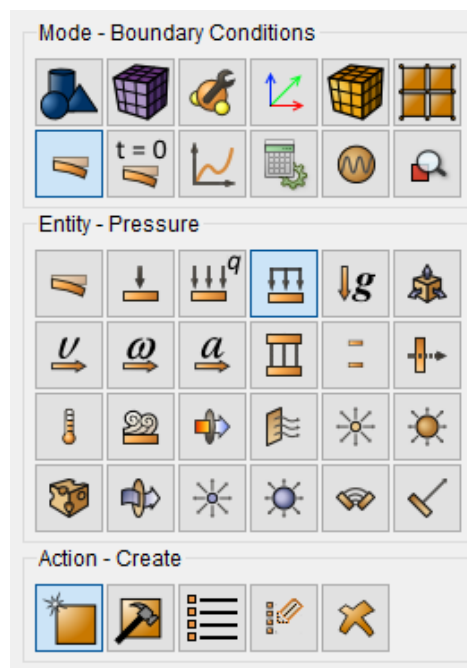 Mode - Boundary Conditions
t = 0
Entity - Pressure
q
g
υ ω a
Action - Create